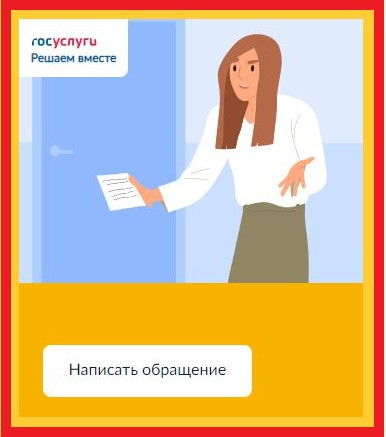 госуслуги
Решаем вместе
Написать обращение